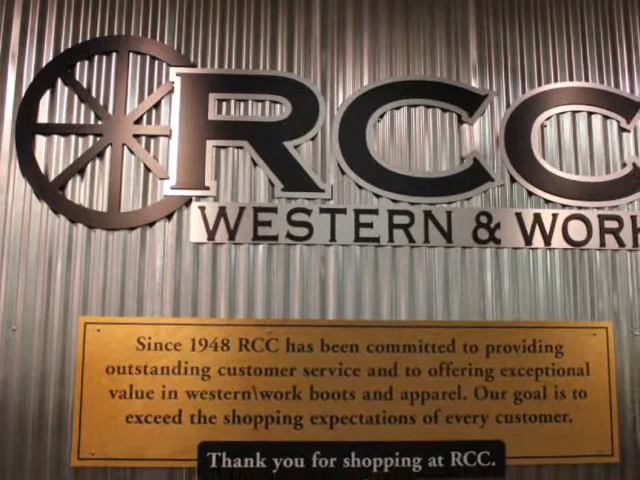 RCC
WESTERN & WORK
Since 1948 RCC has been committed to providing
outstanding customer service and to offering exceptional
value in western\work boots and apparel. Our goal is to
exceed the shopping expectations of every customer.
Thank you for shopping at RCC.